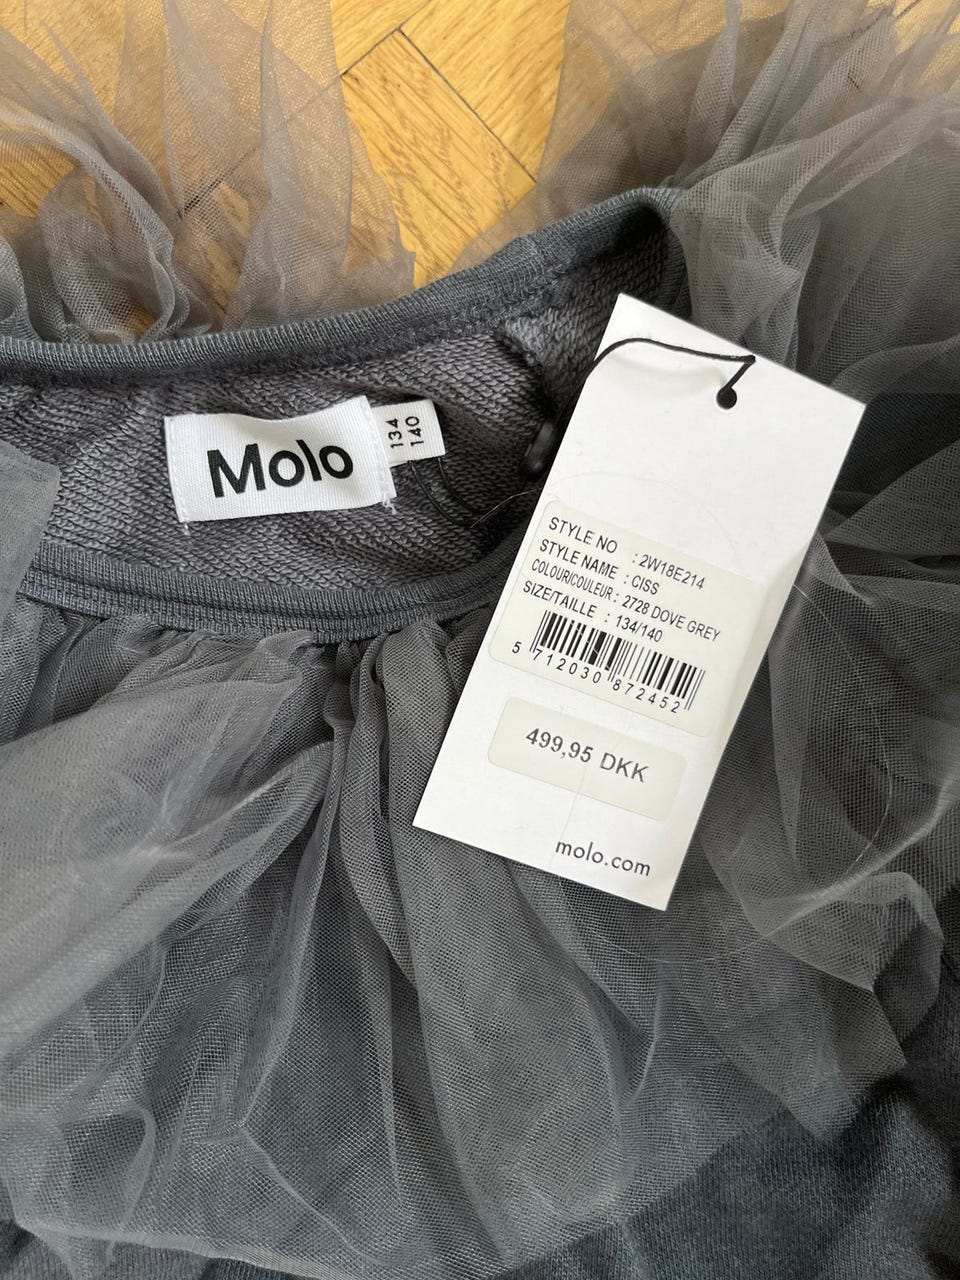 Molo
134
140
STYLE NO : 2W18E214
STYLE NAME : CISS
COLOUR/COULEUR : 2728 DOVE GREY
SIZE/TAILLE : 134/140
5 712030 872452
499,95 DKK
molo.com